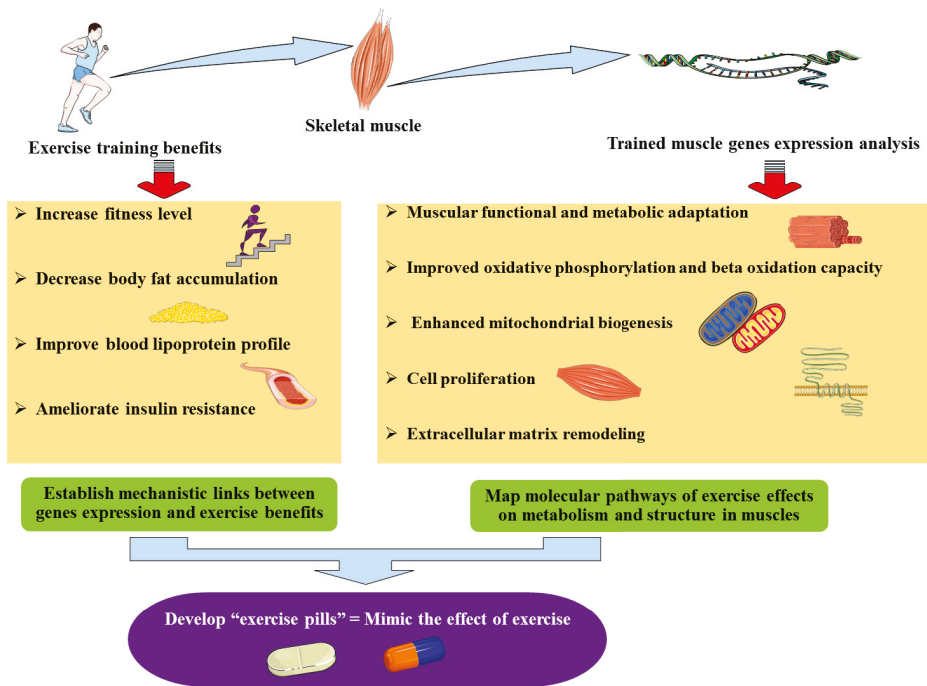 Skeletal muscle
Exercise training benefits
Trained muscle genes expression analysis
➢ Increase fitness level
➢ Decrease body fat accumulation
➢ Improve blood lipoprotein profile
➢ Ameliorate insulin resistance
➢ Muscular functional and metabolic adaptation
➢ Improved oxidative phosphorylation and beta oxidation capacity
➢ Enhanced mitochondrial biogenesis
➢ Cell proliferation
➢ Extracellular matrix remodeling
Establish mechanistic links between
genes expression and exercise benefits
Map molecular pathways of exercise effects
on metabolism and structure in muscles
Develop “exercise pills” = Mimic the effect of exercise